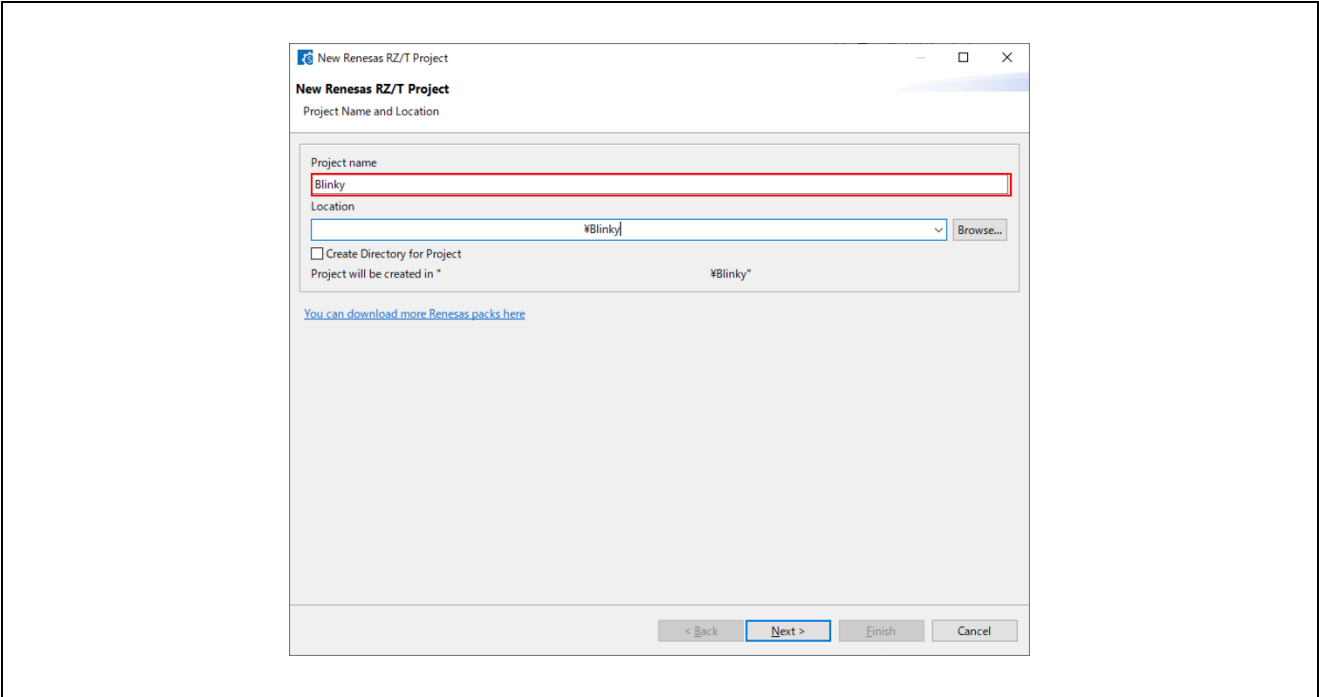 New Renesas RZ/T Project
New Renesas RZ/T Project
Project Name and Location
Project name
Blinky
Location
¥Blinky
Browse...
Create Directory for Project
Project will be created in " ¥Blinky"
You can download more Renesas packs here
< Back Next > Finish Cancel